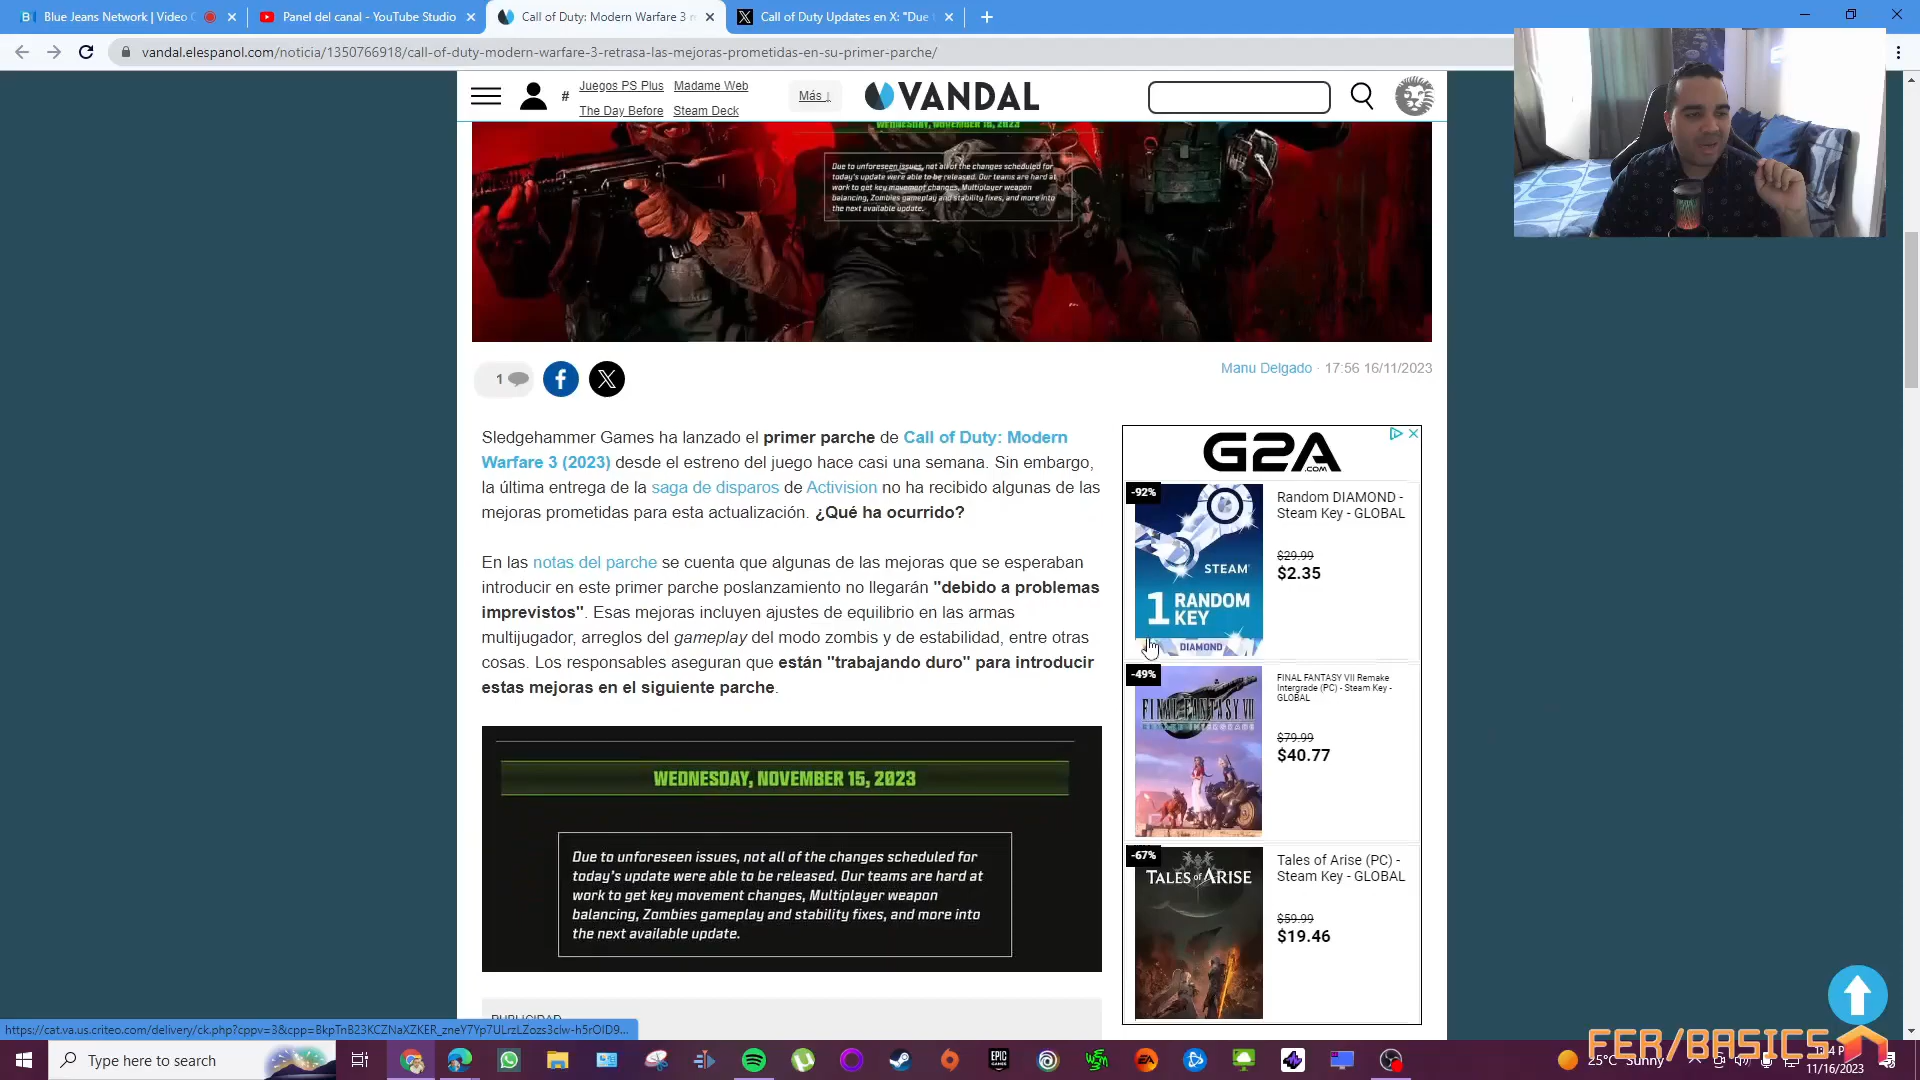 Blue Jeans Network | Video C
Panel del canal - YouTube Studio
Call of Duty: Modern Warfare 3 r
Call of Duty Updates en X: "Due
vandal.elespanol.com/noticia/1350766918/call-of-duty-modern-warfare-3-retrasa-las-mejoras-prometidas-en-su-primer-parche/
# Juegos PS Plus Madame Web
The Day Before Steam Deck
Más ↓
VANDAL
WEDNESDAY, NOVEMBER 15, 2023
Due to unforeseen issues, not all of the changes scheduled for
today's update were able to be released. Our teams are hard at
work to get key movement changes, Multiplayer weapon
balancing, Zombies gameplay and stability fixes, and more into
the next available update.
1
Manu Delgado · 17:56 16/11/2023
Sledgehammer Games ha lanzado el primer parche de Call of Duty: Modern
Warfare 3 (2023) desde el estreno del juego hace casi una semana. Sin embargo,
la última entrega de la saga de disparos de Activision no ha recibido algunas de las
mejoras prometidas para esta actualización. ¿Qué ha ocurrido?
En las notas del parche se cuenta que algunas de las mejoras que se esperaban
introducir en este primer parche poslanzamiento no llegarán "debido a problemas
imprevistos". Esas mejoras incluyen ajustes de equilibrio en las armas
multijugador, arreglos del gameplay del modo zombis y de estabilidad, entre otras
cosas. Los responsables aseguran que están "trabajando duro" para introducir
estas mejoras en el siguiente parche.
WEDNESDAY, NOVEMBER 15, 2023
Due to unforeseen issues, not all of the changes scheduled for
today's update were able to be released. Our teams are hard at
work to get key movement changes, Multiplayer weapon
balancing, Zombies gameplay and stability fixes, and more into
the next available update.
PUBLICIDAD
G2A
.COM
-92%
STEAM
1 RANDOM
KEY
DIAMOND
Random DIAMOND -
Steam Key - GLOBAL
$29.99
$2.35
-49%
FINAL FANTASY VII
FINAL FANTASY VII Remake
Intergrade (PC) - Steam Key -
GLOBAL
$79.99
$40.77
-67%
TALES of ARISE
Tales of Arise (PC) -
Steam Key - GLOBAL
$59.99
$19.46
Type here to search
EPIC
GAMES
EA
25°C Sunny
11/16/2023
FER/BASICS